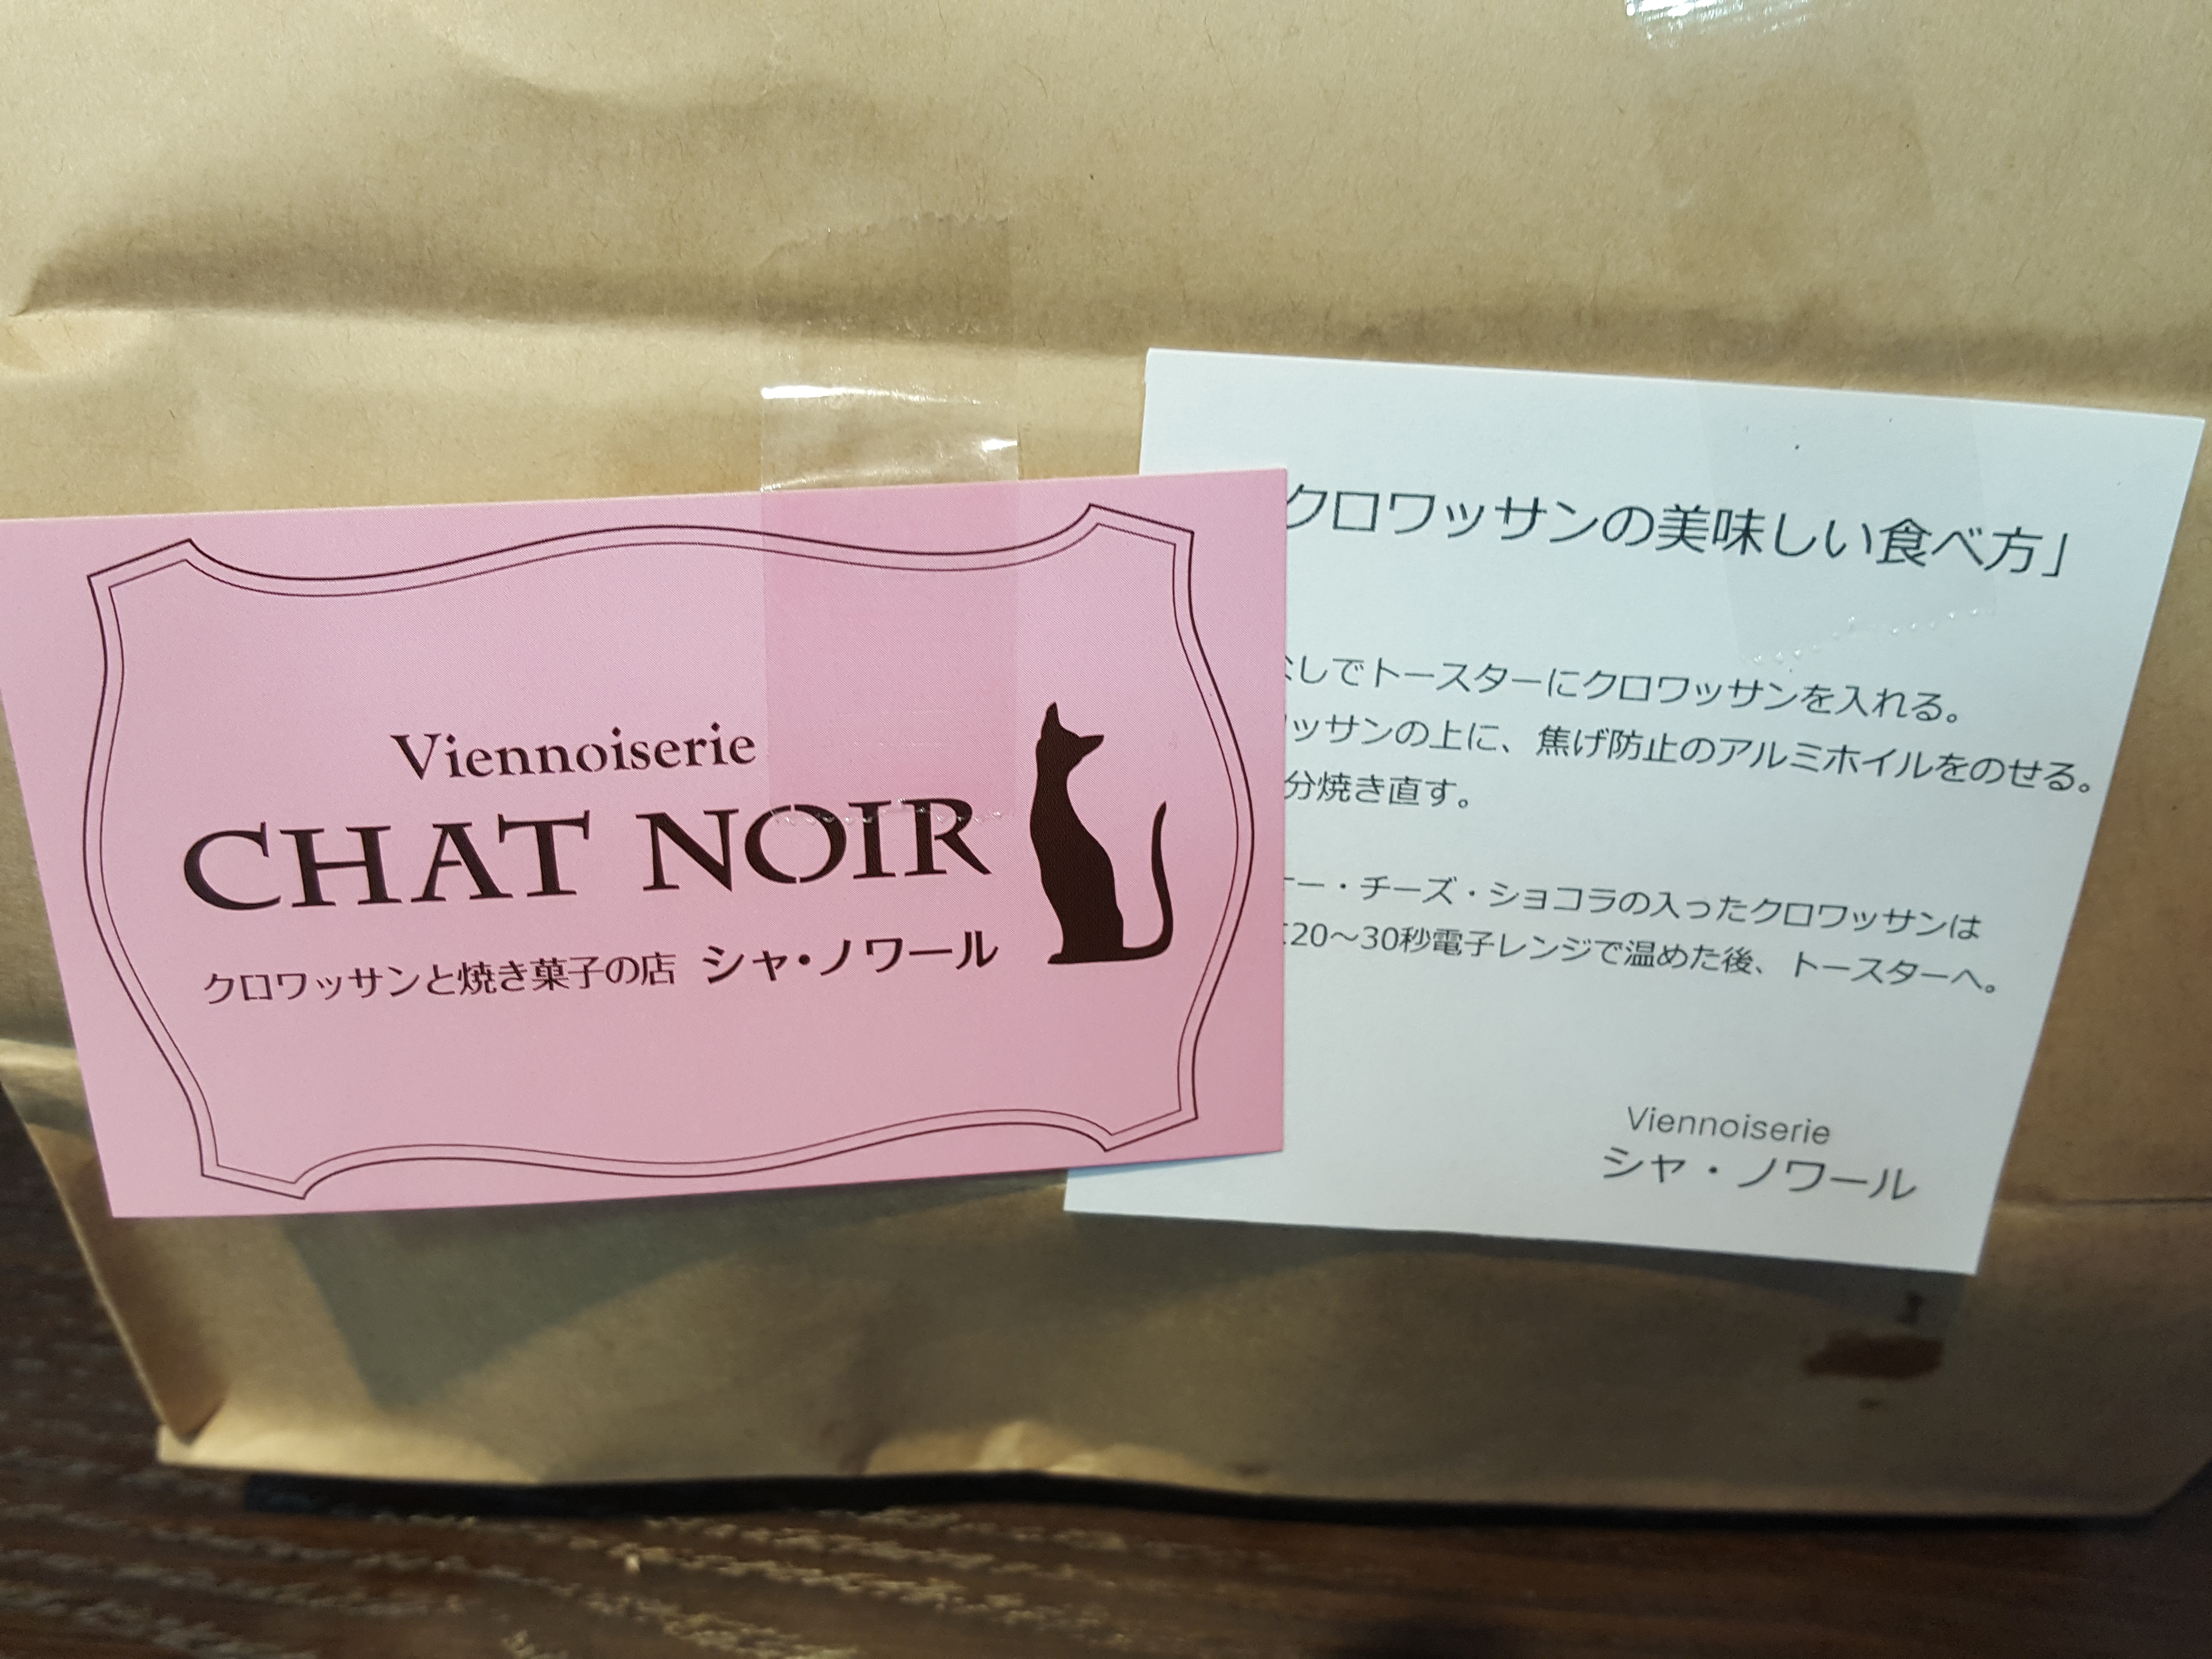 Viennoiserie
CHAT NOIR
クロワッサンと焼き菓子の店 シャ・ノワール
クロワッサンの美味しい食べ方」
しでトースターにクロワッサンを入れる。
ッサンの上に、焦げ防止のアルミホイルをのせる。
分焼き直す。
ー・チーズ・ショコラの入ったクロワッサンは
20～30秒電子レンジで温めた後、トースターへ。
Viennoiserie
シャ・ノワール